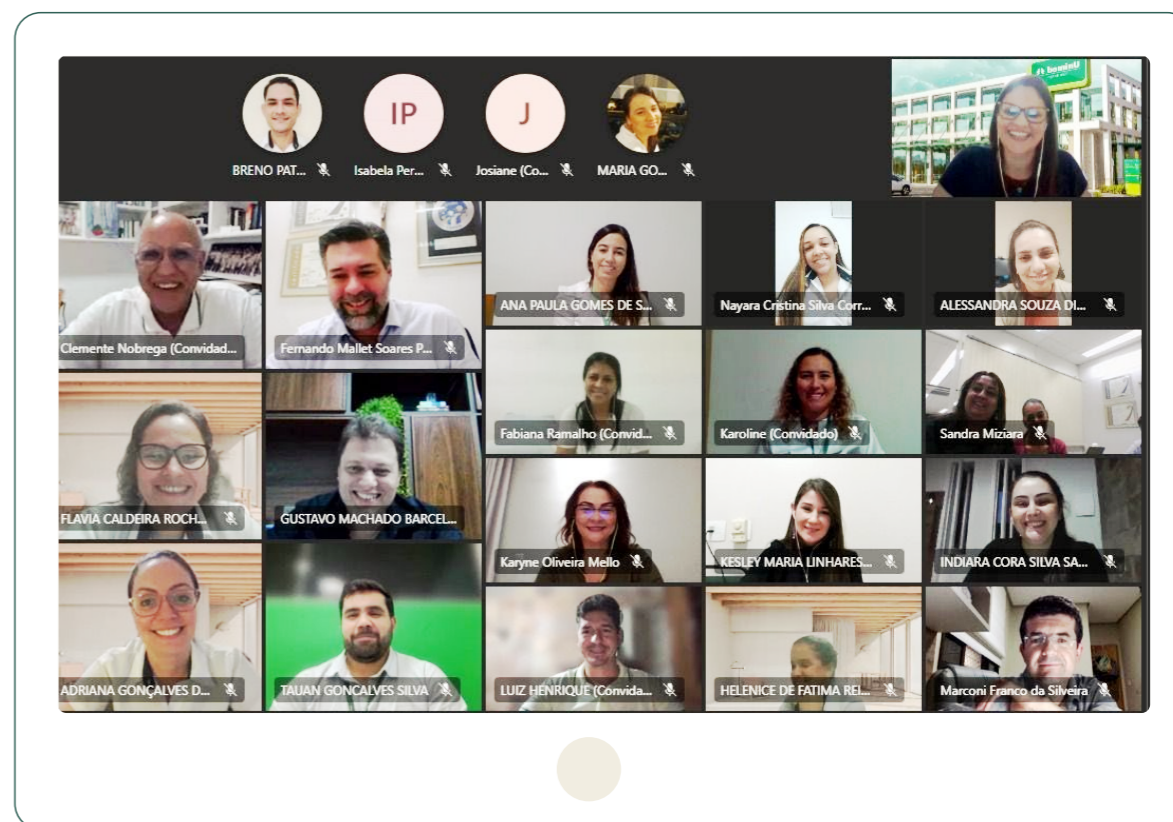 IP
J
BRENO PAT...
Isabela Per...
Josiane (Co...
MARIA GO...
Clemente Nobrega (Convidad...
Fernando Mallet Soares P...
ANA PAULA GOMES DE S...
Nayara Cristina Silva Corr...
ALESSANDRA SOUZA DI...
Fabiana Ramalho (Convid...
Karoline (Convidado)
Sandra Miziara
FLAVIA CALDEIRA ROCH...
GUSTAVO MACHADO BARCEL...
Karyne Oliveira Mello
KESLEY MARIA LINHARES...
INDIARA CORA SILVA SA...
ADRIANA GONÇALVES D...
TAUAN GONCALVES SILVA
LUIZ HENRIQUE (Convida...
HELENICE DE FATIMA REI...
Marconi Franco da Silveira